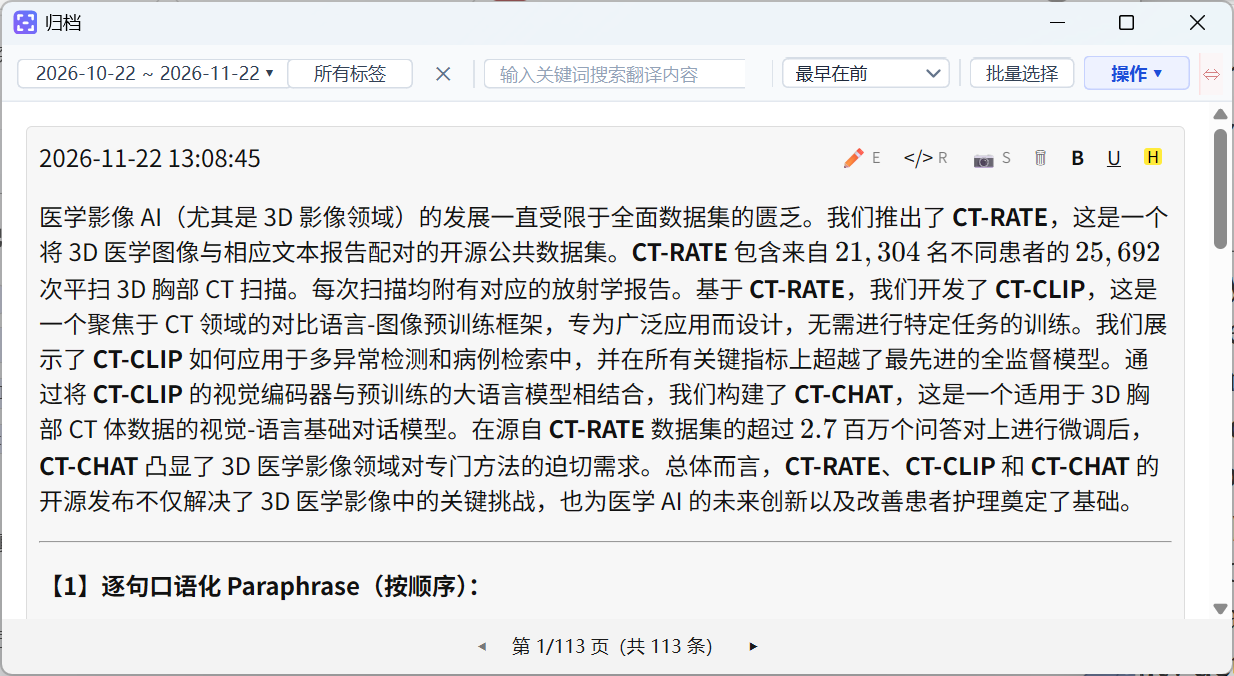 归档
2026-10-22 ~ 2026-11-22 ▾ 所有标签 输入关键词搜索翻译内容 最早在前 批量选择 操作 ▾
2026-11-22 13:08:45 E </> R S B U H
医学影像 AI（尤其是 3D 影像领域）的发展一直受限于全面数据集的匮乏。我们推出了 CT-RATE，这是一个
将 3D 医学图像与相应文本报告配对的开源公共数据集。CT-RATE 包含来自 21,304 名不同患者的 25,692
次平扫 3D 胸部 CT 扫描。每次扫描均附有对应的放射学报告。基于 CT-RATE，我们开发了 CT-CLIP，这是
一个聚焦于 CT 领域的对比语言-图像预训练框架，专为广泛应用而设计，无需进行特定任务的训练。我们展
示了 CT-CLIP 如何应用于多异常检测和病例检索中，并在所有关键指标上超越了最先进的全监督模型。通
过将 CT-CLIP 的视觉编码器与预训练的大语言模型相结合，我们构建了 CT-CHAT，这是一个适用于 3D 胸
部 CT 体数据的视觉-语言基础对话模型。在源自 CT-RATE 数据集的超过 2.7 百万个问答对上进行微调后，
CT-CHAT 凸显了 3D 医学影像领域对专门方法的迫切需求。总体而言，CT-RATE、CT-CLIP 和 CT-CHAT 的
开源发布不仅解决了 3D 医学影像中的关键挑战，也为医学 AI 的未来创新以及改善患者护理奠定了基础。
【1】逐句口语化 Paraphrase（按顺序）：
第 1/113 页（共 113 条）